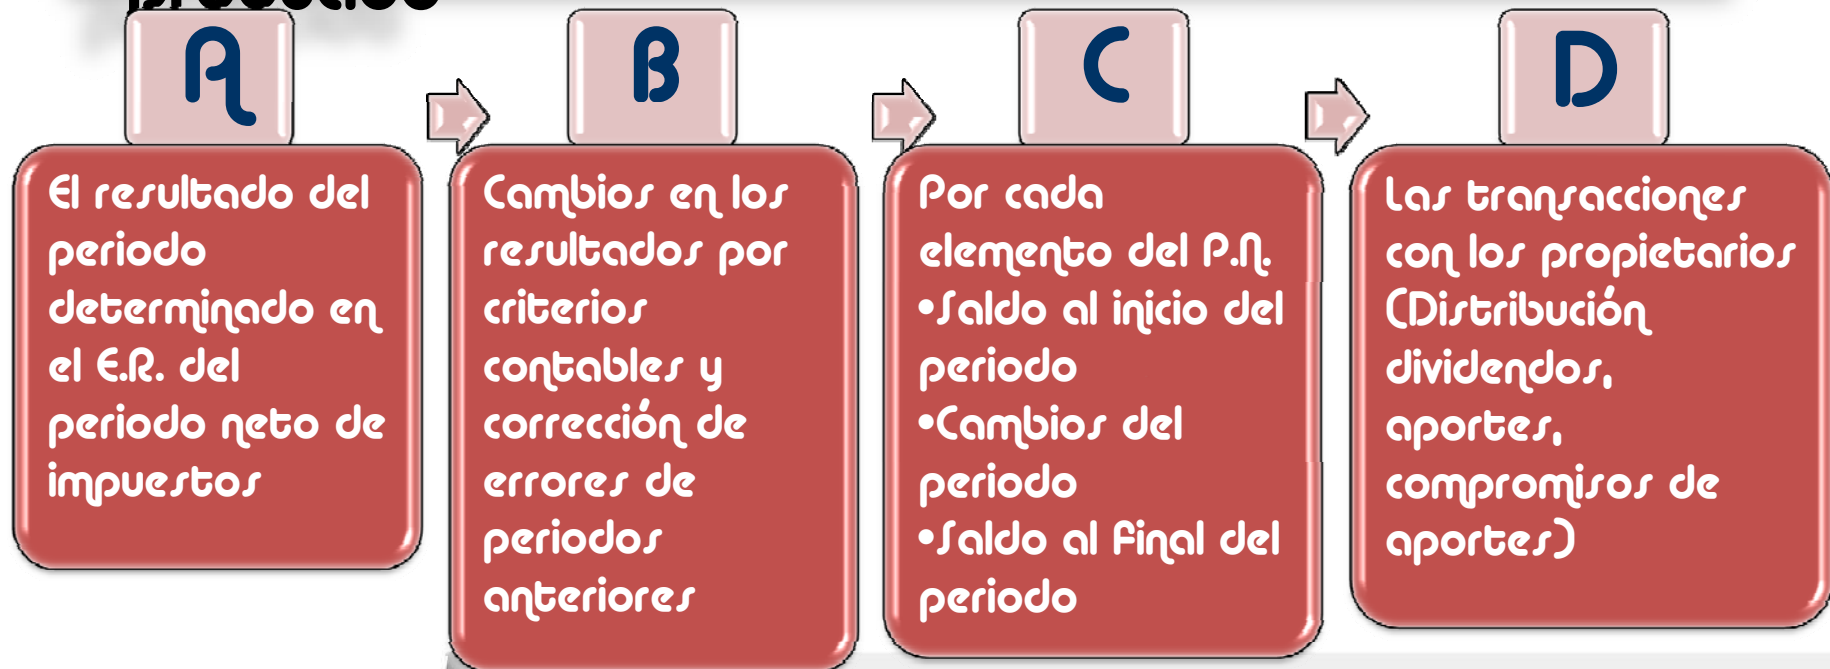 A
El resultado del
periodo
determinado en
el E.R. del
periodo neto de
impuestos
B
Cambios en los
resultados por
criterios
contables y
corrección de
errores de
periodos
anteriores
C
Por cada
elemento del P.N.
•Saldo al inicio del
periodo
•Cambios del
periodo
•Saldo al final del
periodo
D
Las transacciones
con los propietarios
(Distribución
dividendos,
aportes,
compromisos de
aportes)